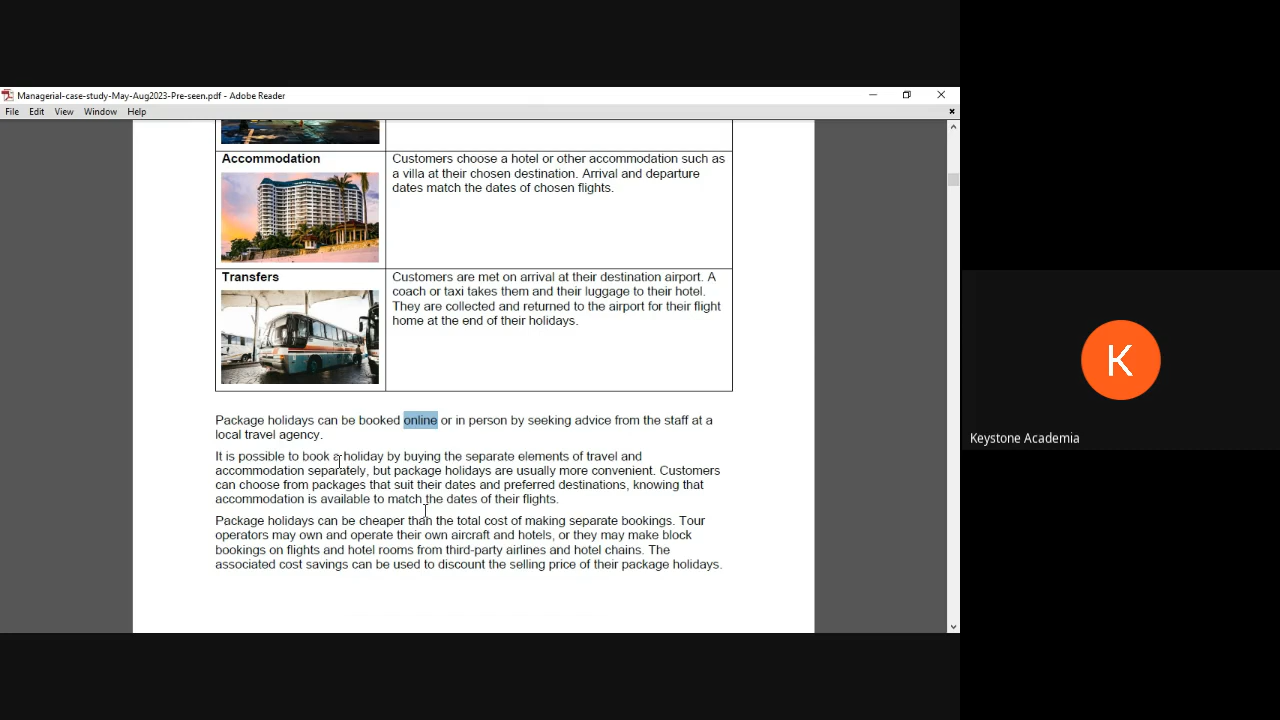 Managerial-case-study-May-Aug2023-Pre-seen.pdf - Adobe Reader
File Edit View Window Help
Accommodation
Customers choose a hotel or other accommodation such as
a villa at their chosen destination. Arrival and departure
dates match the dates of chosen flights.
Transfers
Customers are met on arrival at their destination airport. A
coach or taxi takes them and their luggage to their hotel.
They are collected and returned to the airport for their flight
home at the end of their holidays.
Package holidays can be booked online or in person by seeking advice from the staff at a
local travel agency.
It is possible to book a holiday by buying the separate elements of travel and
accommodation separately, but package holidays are usually more convenient. Customers
can choose from packages that suit their dates and preferred destinations, knowing that
accommodation is available to match the dates of their flights.
Package holidays can be cheaper than the total cost of making separate bookings. Tour
operators may own and operate their own aircraft and hotels, or they may make block
bookings on flights and hotel rooms from third-party airlines and hotel chains. The
associated cost savings can be used to discount the selling price of their package holidays.
K
Keystone Academia